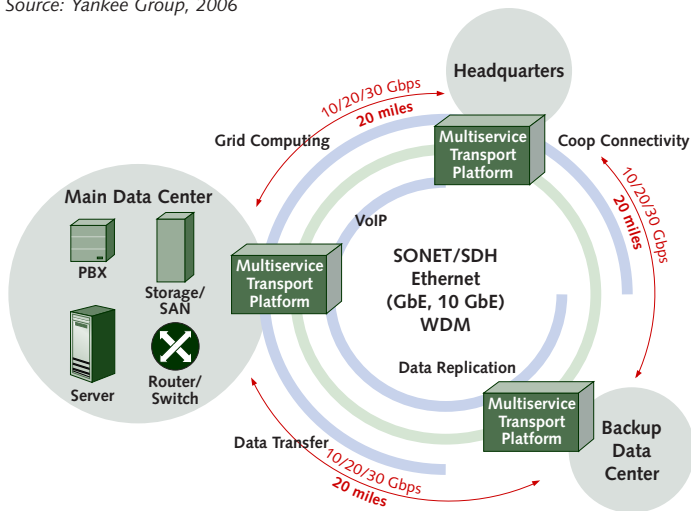 Source: Yankee Group, 2006
Headquarters
10/20/30 Gbps
20 miles
Grid Computing
Multiservice
Transport
Platform
Coop Connectivity
10/20/30 Gbps
20 miles
Main Data Center
PBX
Storage/
SAN
Server
Router/
Switch
VoIP
Multiservice
Transport
Platform
SONET/SDH
Ethernet
(GbE, 10 GbE)
WDM
Data Replication
Multiservice
Transport
Platform
Backup
Data
Center
Data Transfer
10/20/30 Gbps
20 miles